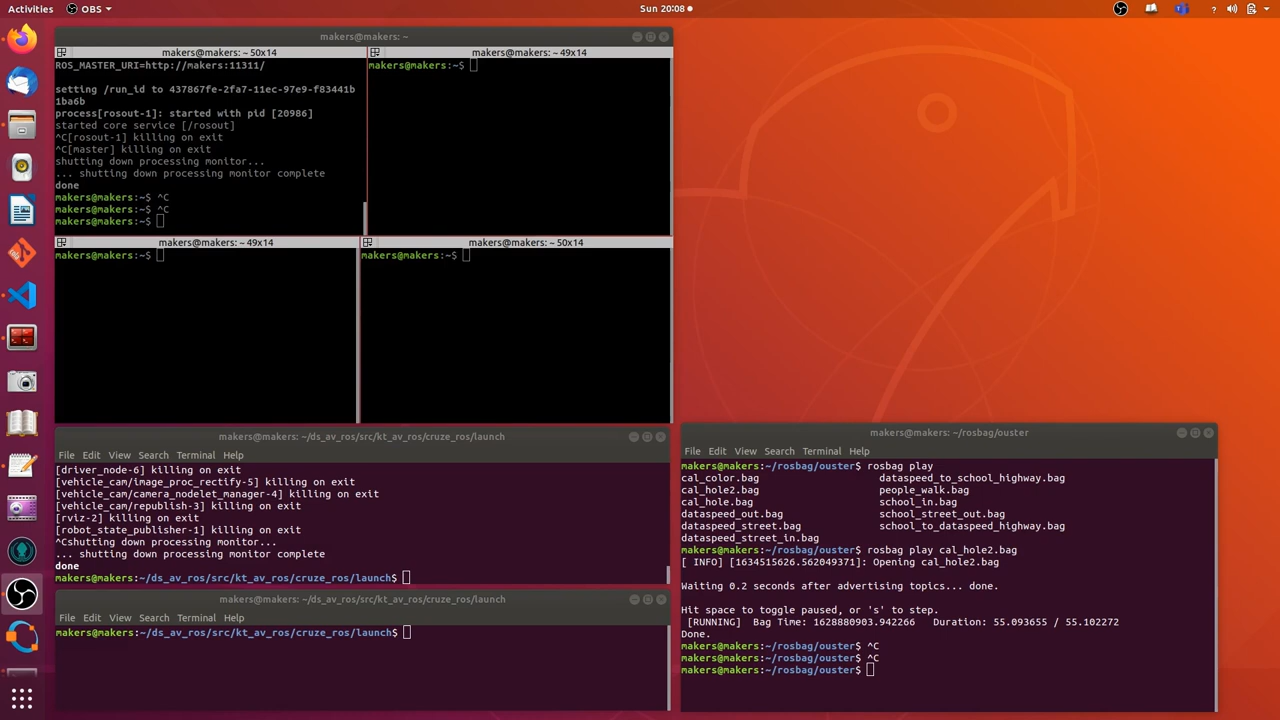 Activities
OBS
Sun 20:08
makers@makers: ~
makers@makers: ~ 50x14
ROS_MASTER_URI=http://makers:11311/
setting /run_id to 437867fe-2fa7-11ec-97e9-f83441b
1ba6b
process[rosout-1]: started with pid [20986]
started core service [/rosout]
^C[rosout-1] killing on exit
^C[master] killing on exit
shutting down processing monitor...
... shutting down processing monitor complete
done
makers@makers:~$ ^C
makers@makers:~$ ^C
makers@makers:~$
makers@makers: ~ 49x14
makers@makers:~$
makers@makers: ~ 49x14
makers@makers:~$
makers@makers: ~ 50x14
makers@makers:~$
makers@makers: ~/ds_av_ros/src/kt_av_ros/cruze_ros/launch
File Edit View Search Terminal Help
[driver_node-6] killing on exit
[vehicle_cam/image_proc_rectify-5] killing on exit
[vehicle_cam/camera_nodelet_manager-4] killing on exit
[vehicle_cam/republish-3] killing on exit
[rviz-2] killing on exit
[robot_state_publisher-1] killing on exit
^Cshutting down processing monitor...
... shutting down processing monitor complete
done
makers@makers:~/ds_av_ros/src/kt_av_ros/cruze_ros/launch$
makers@makers: ~/ds_av_ros/src/kt_av_ros/cruze_ros/launch
File Edit View Search Terminal Help
makers@makers:~/ds_av_ros/src/kt_av_ros/cruze_ros/launch$
makers@makers: ~/rosbag/ouster
File Edit View Search Terminal Help
makers@makers:~/rosbag/ouster$ rosbag play
cal_color.bag dataspeed_to_school_highway.bag
cal_hole2.bag people_walk.bag
cal_hole.bag school_in.bag
dataspeed_out.bag school_street_out.bag
dataspeed_street.bag school_to_dataspeed_highway.bag
dataspeed_street_in.bag
makers@makers:~/rosbag/ouster$ rosbag play cal_hole2.bag
[ INFO] [1634515626.562049371]: Opening cal_hole2.bag
Waiting 0.2 seconds after advertising topics... done.
Hit space to toggle paused, or 's' to step.
[RUNNING] Bag Time: 1628880903.942266 Duration: 55.093655 / 55.102272
Done.
makers@makers:~/rosbag/ouster$ ^C
makers@makers:~/rosbag/ouster$ ^C
makers@makers:~/rosbag/ouster$